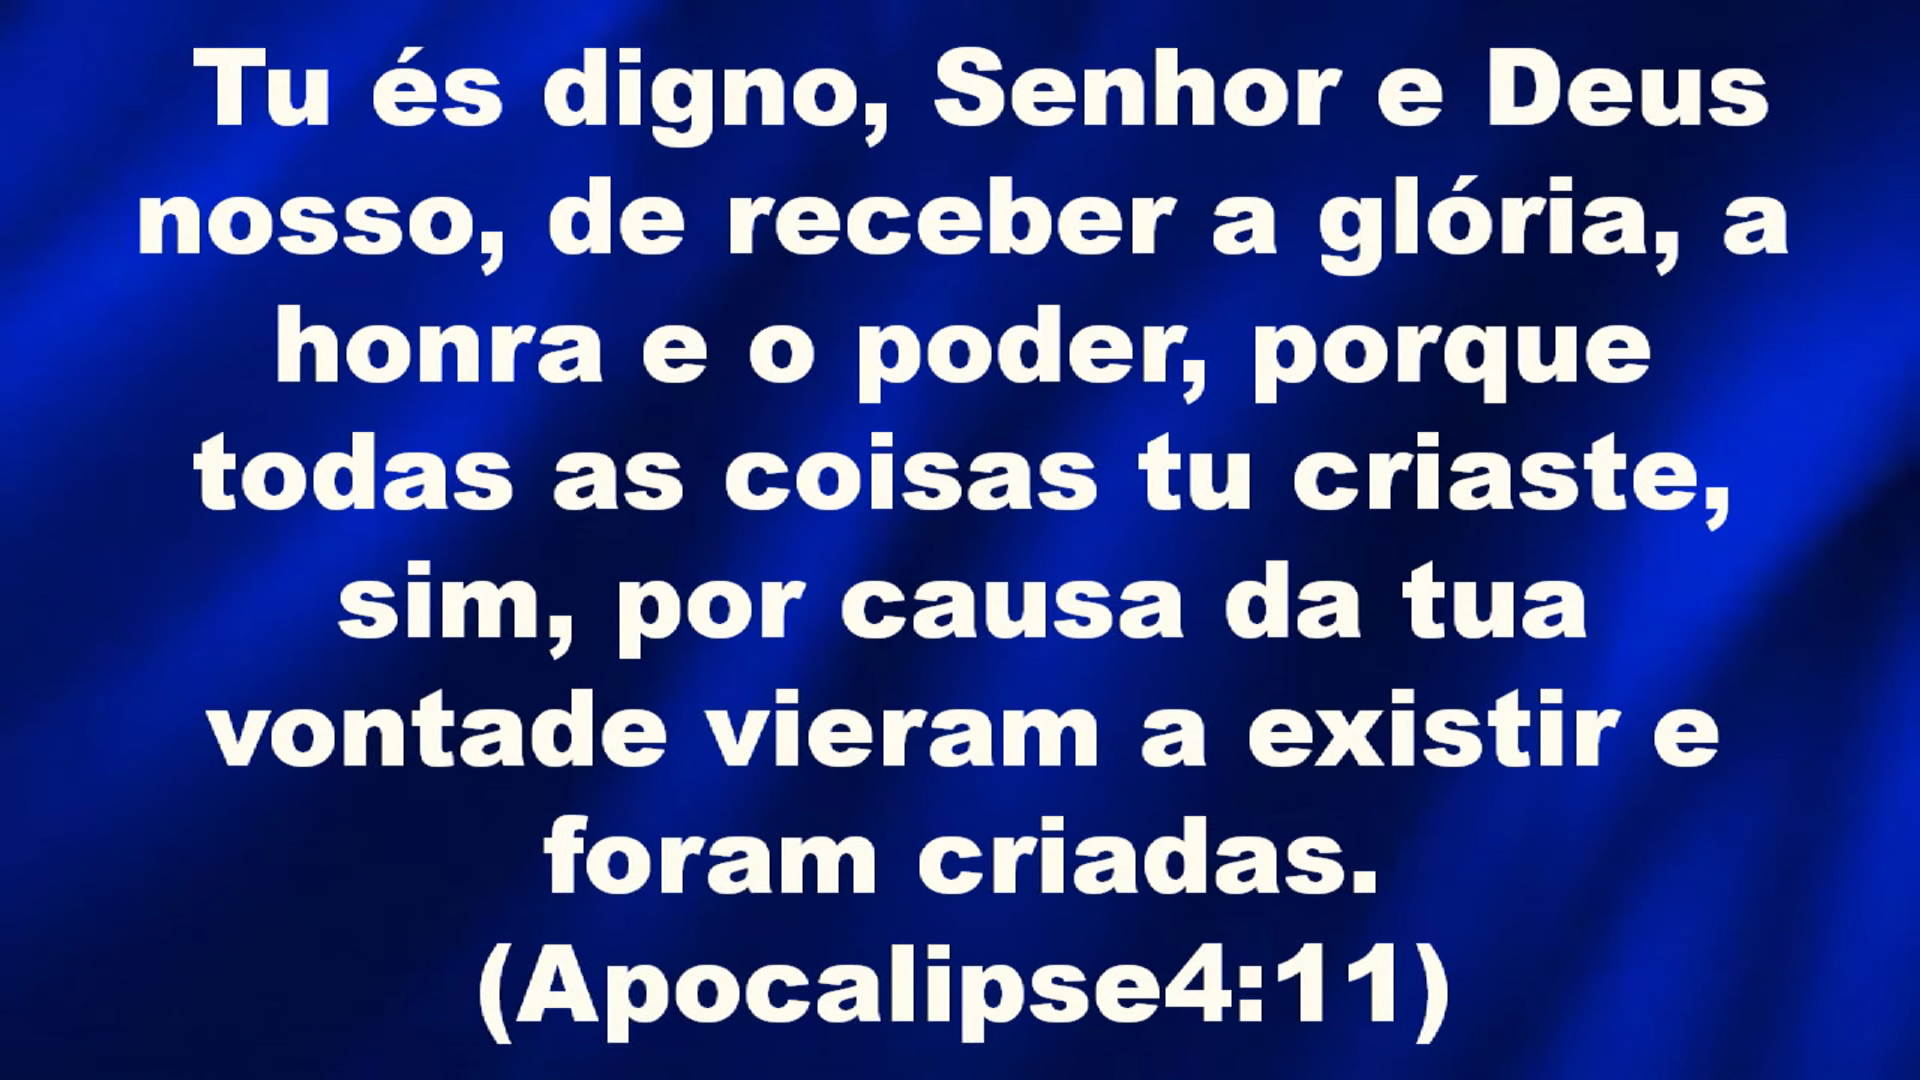 Tu és digno, Senhor e Deus
nosso, de receber a glória, a
honra e o poder, porque
todas as coisas tu criaste,
sim, por causa da tua
vontade vieram a existir e
foram criadas.
(Apocalipse4:11)